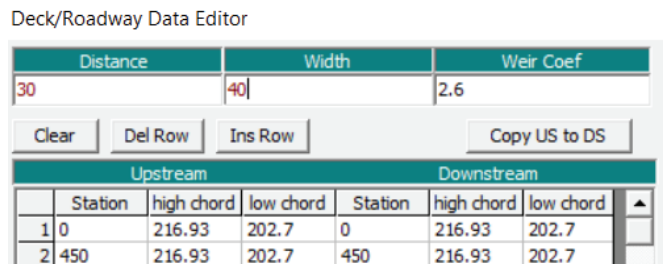 Deck/Roadway Data Editor
Distance Width Weir Coef
30 40 2.6
Clear Del Row Ins Row Copy US to DS
Upstream Downstream
Station high chord low chord Station high chord low chord
1 0 216.93 202.7 0 216.93 202.7
2 450 216.93 202.7 450 216.93 202.7